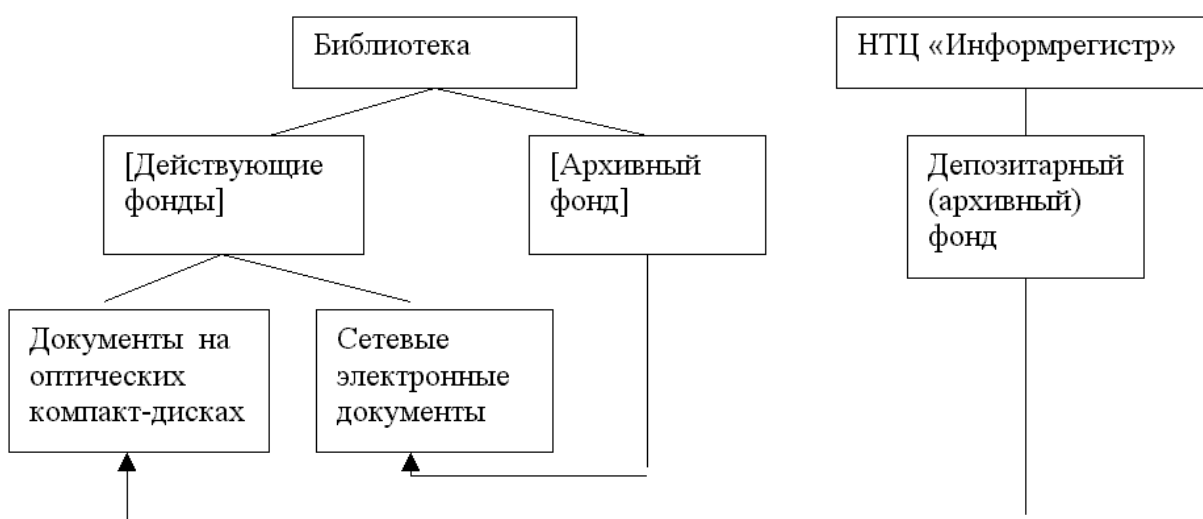 Библиотека
НТЦ «Информрегистр»
[Действующие
фонды]
[Архивный
фонд]
Депозитарный
(архивный)
фонд
Документы на
оптических
компакт-дисках
Сетевые
электронные
документы